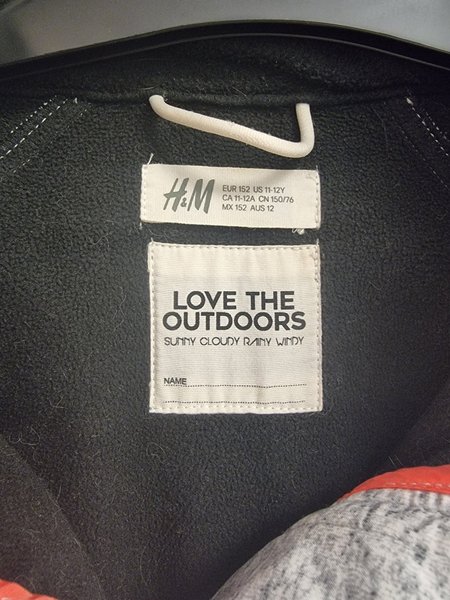 H&M
EUR 152 US 11-12Y
CA 11-12A CN 150/76
MX 152 AUS 12
LOVE THE
OUTDOORS
SUNNY CLOUDY RAINY WINDY
NAME